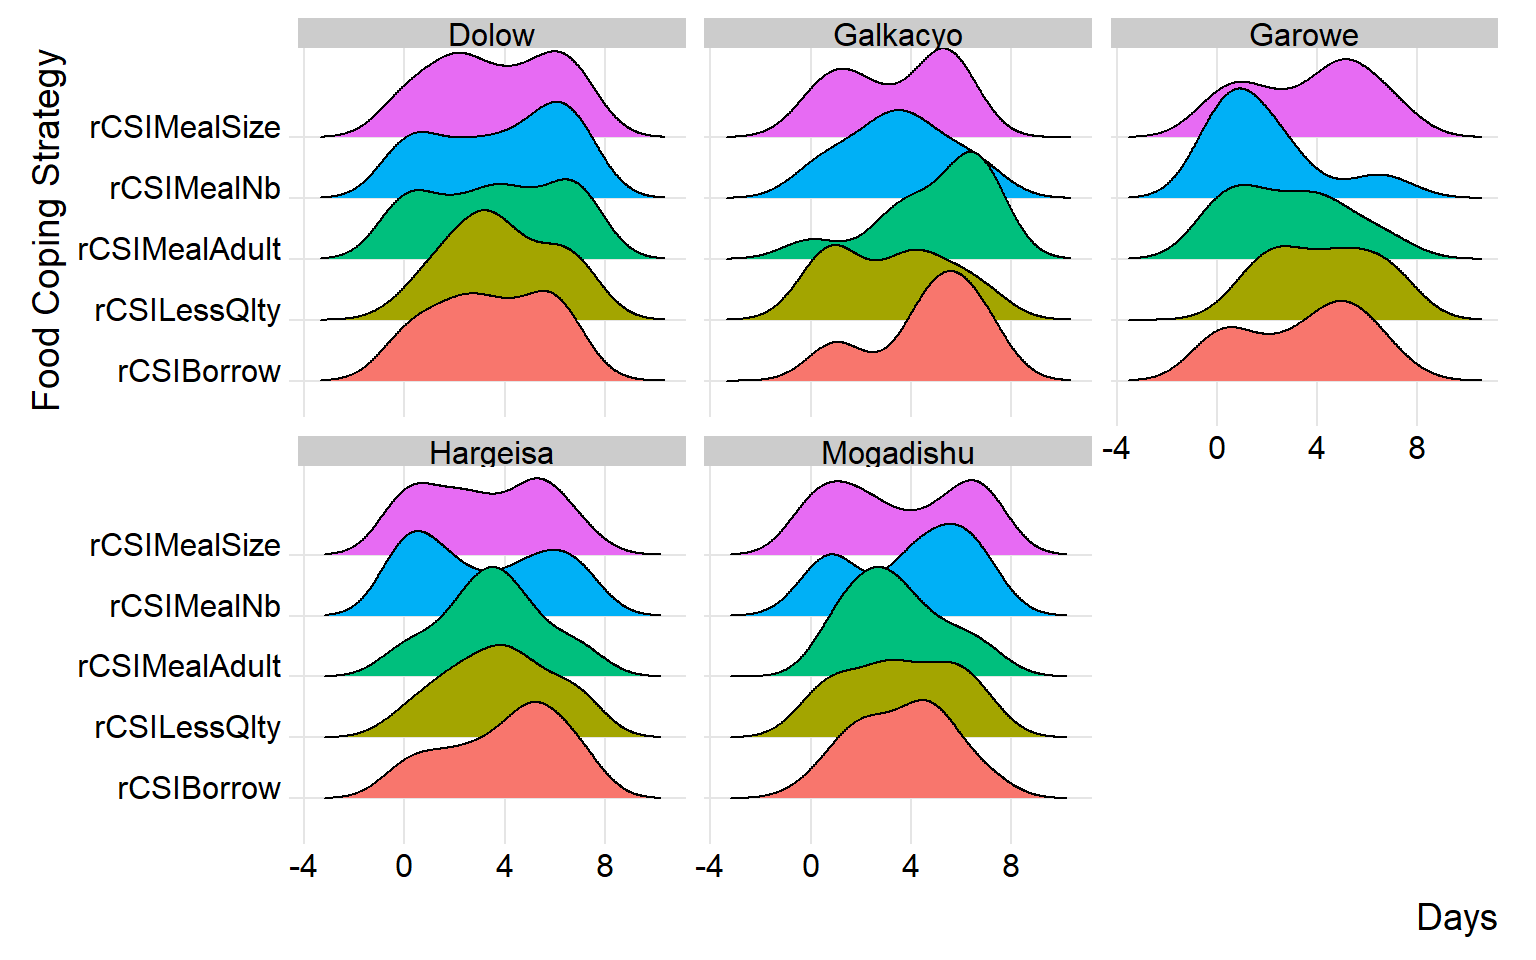 Food Coping Strategy
Dolow
Galkacyo
Garowe
rCSIMealSize
rCSIMealNb
rCSIMealAdult
rCSILessQlty
rCSIBorrow
-4 0 4 8
Hargeisa
Mogadishu
rCSIMealSize
rCSIMealNb
rCSIMealAdult
rCSILessQlty
rCSIBorrow
-4 0 4 8
-4 0 4 8
Days